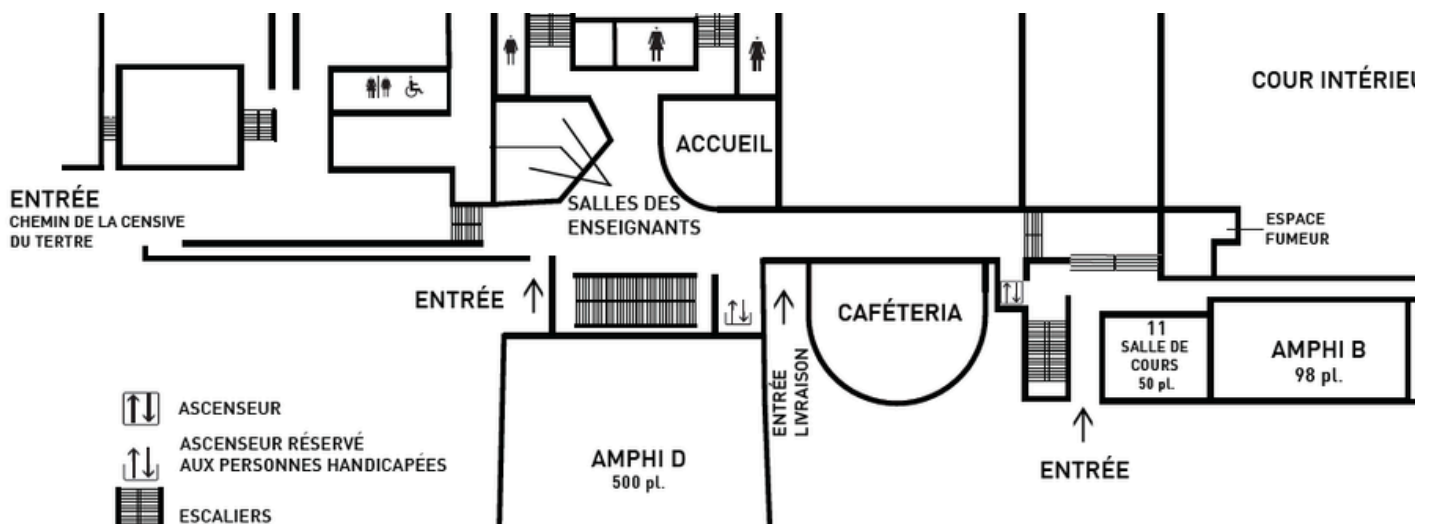 COUR INTÉRIEU
ACCUEIL
ENTRÉE
CHEMIN DE LA CENSIVE
DU TERTRE
SALLES DES
ENSEIGNANTS
ESPACE
FUMEUR
ENTRÉE
CAFÉTERIA
ENTRÉE
LIVRAISON
11
SALLE DE
COURS
50 pl.
AMPHI B
98 pl.
ASCENSEUR
ASCENSEUR RÉSERVÉ
AUX PERSONNES HANDICAPÉES
ESCALIERS
AMPHI D
500 pl.
ENTRÉE